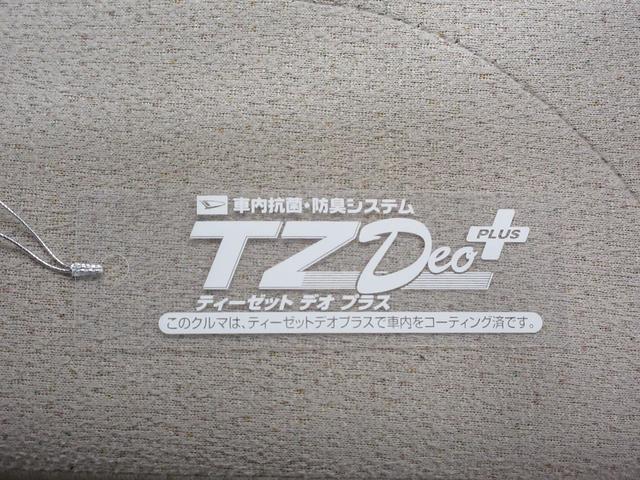 車内抗菌・防臭システム
TZ Deo PLUS
ティーゼット デオ プラス
このクルマは、ティーゼットデオプラスで車内をコーティング済です。